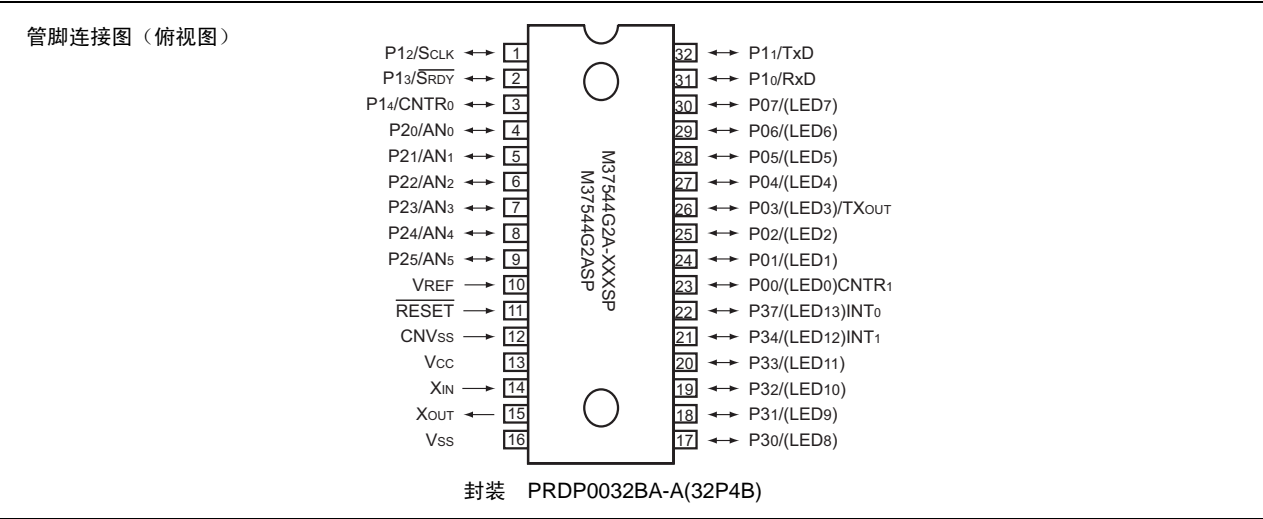 管脚连接图（俯视图）
P12/SCLK 1 32 P11/TxD
P13/SRDY 2 31 P10/RxD
P14/CNTR0 3 30 P07/(LED7)
P20/AN0 4 29 P06/(LED6)
P21/AN1 5 28 P05/(LED5)
P22/AN2 6 27 P04/(LED4)
P23/AN3 7 26 P03/(LED3)/TXOUT
P24/AN4 8 25 P02/(LED2)
P25/AN5 9 24 P01/(LED1)
VREF 10 23 P00/(LED0)CNTR1
RESET 11 22 P37/(LED13)INT0
CNVSS 12 21 P34/(LED12)INT1
VCC 13 20 P33/(LED11)
XIN 14 19 P32/(LED10)
XOUT 15 18 P31/(LED9)
VSS 16 17 P30/(LED8)
M37544G2A-XXXSP
M37544G2ASP
封装 PRDP0032BA-A(32P4B)